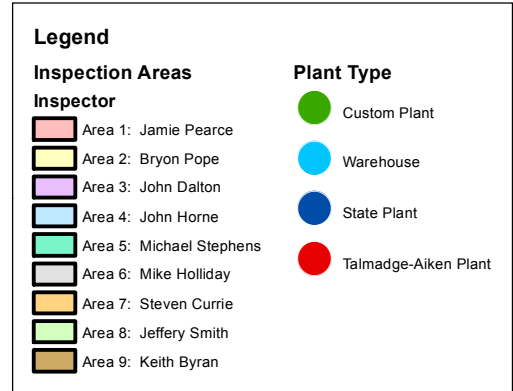 Legend
Inspection Areas
Inspector
Area 1: Jamie Pearce
Area 2: Bryon Pope
Area 3: John Dalton
Area 4: John Horne
Area 5: Michael Stephens
Area 6: Mike Holliday
Area 7: Steven Currie
Area 8: Jeffery Smith
Area 9: Keith Byran
Plant Type
Custom Plant
Warehouse
State Plant
Talmadge-Aiken Plant